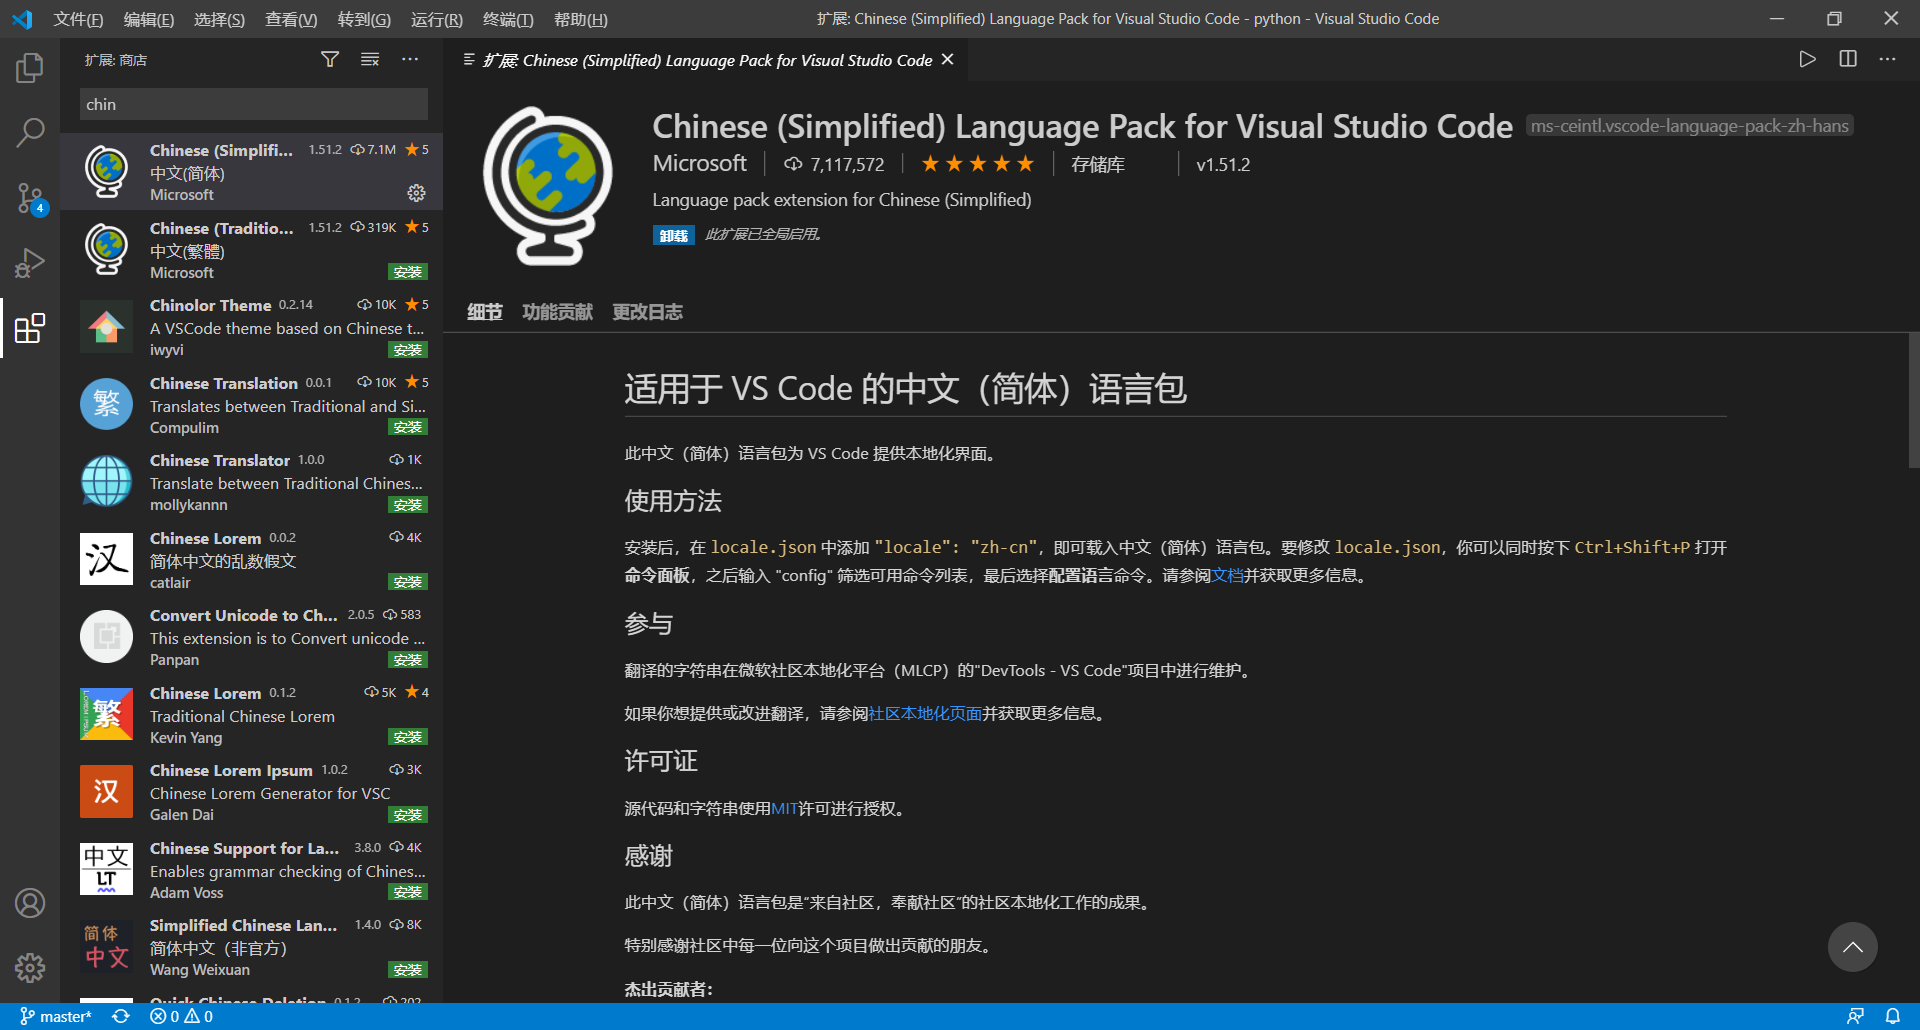 文件(F) 编辑(E) 选择(S) 查看(V) 转到(G) 运行(R) 终端(T) 帮助(H) 扩展: Chinese (Simplified) Language Pack for Visual Studio Code - python - Visual Studio Code
扩展: 商店
chin
Chinese (Simplifi... 1.51.2 7.1M 5
中文(简体)
Microsoft
Chinese (Traditio... 1.51.2 319K 5
中文(繁體)
Microsoft 安装
Chinolor Theme 0.2.14 10K 5
A VSCode theme based on Chinese t...
iwyvi 安装
繁
Chinese Translation 0.0.1 10K 5
Translates between Traditional and Si...
Compulim 安装
Chinese Translator 1.0.0 1K
Translate between Traditional Chines...
mollykannn 安装
汉
Chinese Lorem 0.0.2 4K
简体中文的乱数假文
catlair 安装
Convert Unicode to Ch... 2.0.5 583
This extension is to Convert unicode ...
Panpan 安装
繁
Chinese Lorem 0.1.2 5K 4
Traditional Chinese Lorem
Kevin Yang 安装
汉
Chinese Lorem Ipsum 1.0.2 3K
Chinese Lorem Generator for VSC
Galen Dai 安装
中文
LT
Chinese Support for La... 3.8.0 4K
Enables grammar checking of Chines...
Adam Voss 安装
简体
中文
Simplified Chinese Lan... 1.4.0 8K
简体中文（非官方）
Wang Weixuan 安装
Quick Chinese Deletion 0.1.2 202
4
扩展: Chinese (Simplified) Language Pack for Visual Studio Code
Chinese (Simplified) Language Pack for Visual Studio Code ms-ceintl.vscode-language-pack-zh-hans
Microsoft 7,117,572 存储库 v1.51.2
Language pack extension for Chinese (Simplified)
卸载 此扩展已全局启用。
细节 功能贡献 更改日志
适用于 VS Code 的中文（简体）语言包
此中文（简体）语言包为 VS Code 提供本地化界面。
使用方法
安装后，在 locale.json 中添加 "locale": "zh-cn"，即可载入中文（简体）语言包。要修改 locale.json，你可以同时按下 Ctrl+Shift+P 打开
命令面板，之后输入 "config" 筛选可用命令列表，最后选择配置语言命令。请参阅文档并获取更多信息。
参与
翻译的字符串在微软社区本地化平台（MLCP）的"DevTools - VS Code"项目中进行维护。
如果你想提供或改进翻译，请参阅社区本地化页面并获取更多信息。
许可证
源代码和字符串使用MIT许可进行授权。
感谢
此中文（简体）语言包是“来自社区，奉献社区”的社区本地化工作的成果。
特别感谢社区中每一位向这个项目做出贡献的朋友。
杰出贡献者：
master* 0 0